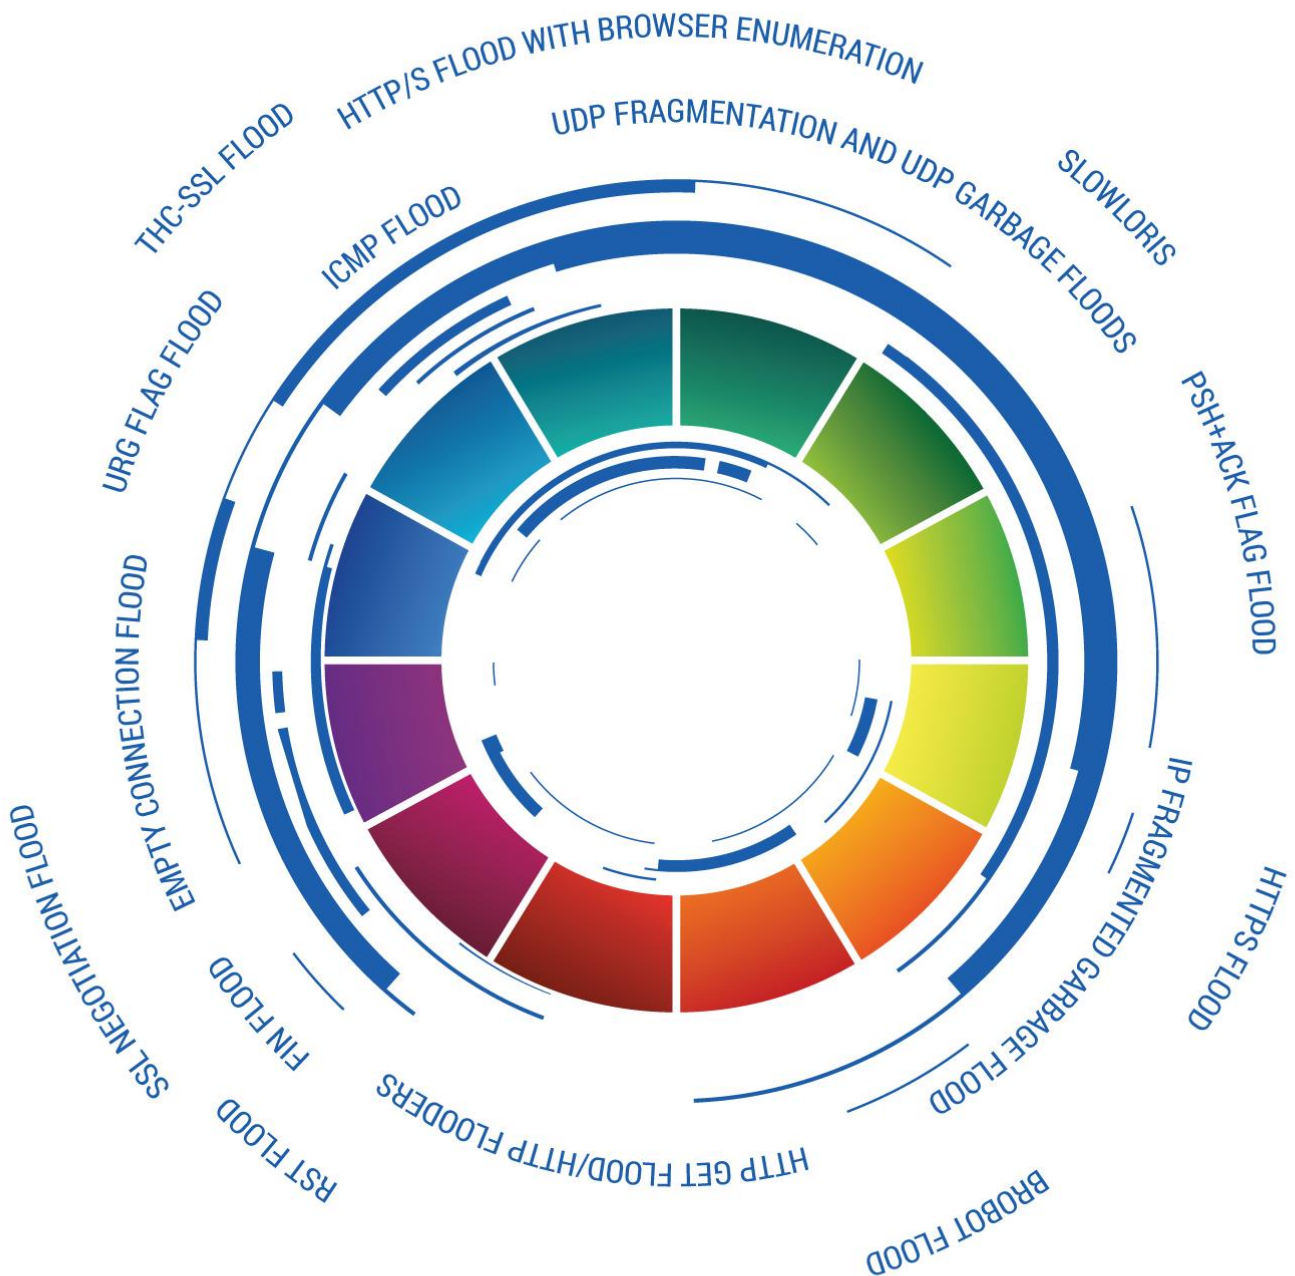 HTTP/S FLOOD WITH BROWSER ENUMERATION
UDP FRAGMENTATION AND UDP GARBAGE FLOODS
SLOWLORIS
PSH+ACK FLAG FLOOD
IP FRAGMENTED GARBAGE FLOOD
HTTPS FLOOD
BROBOT FLOOD
HTTP GET FLOOD/HTTP FLOODERS
RST FLOOD
FIN FLOOD
SSL NEGOTIATION FLOOD
EMPTY CONNECTION FLOOD
URG FLAG FLOOD
THC-SSL FLOOD
ICMP FLOOD